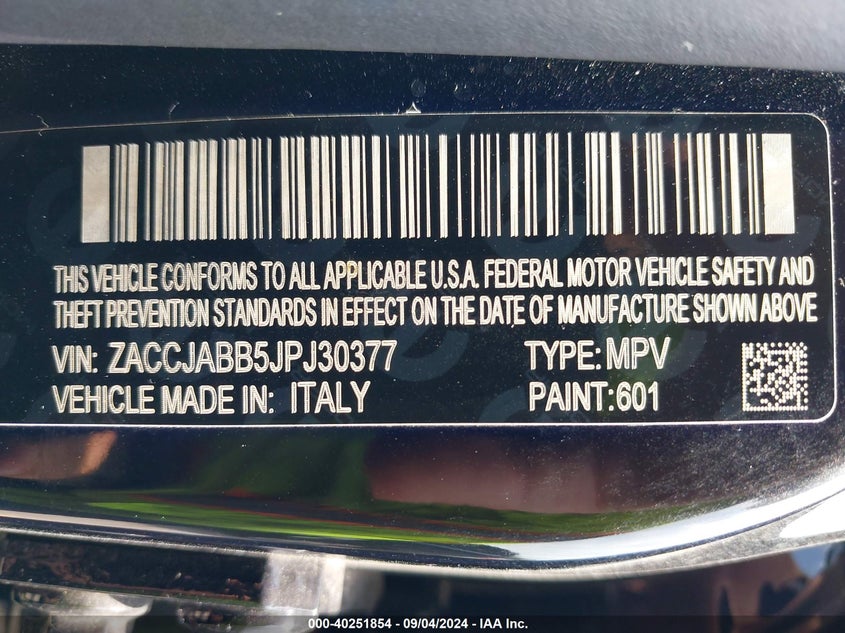 THIS VEHICLE CONFORMS TO ALL APPLICABLE U.S.A. FEDERAL MOTOR VEHICLE SAFETY AND
THEFT PREVENTION STANDARDS IN EFFECT ON THE DATE OF MANUFACTURE SHOWN ABOVE
VIN: ZACCJABB5JPJ30377 TYPE: MPV
VEHICLE MADE IN: ITALY PAINT:601
000-40251854 - 09/04/2024 - IAA Inc.